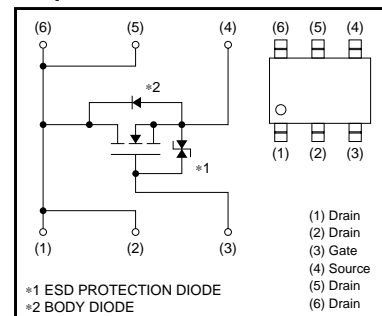 (6) (5) (4)
(6) (5) (4)
∗2
∗1
(1) (2) (3)
(1) (2) (3)
(1) Drain
(2) Drain
(3) Gate
(4) Source
(5) Drain
(6) Drain
∗1 ESD PROTECTION DIODE
∗2 BODY DIODE